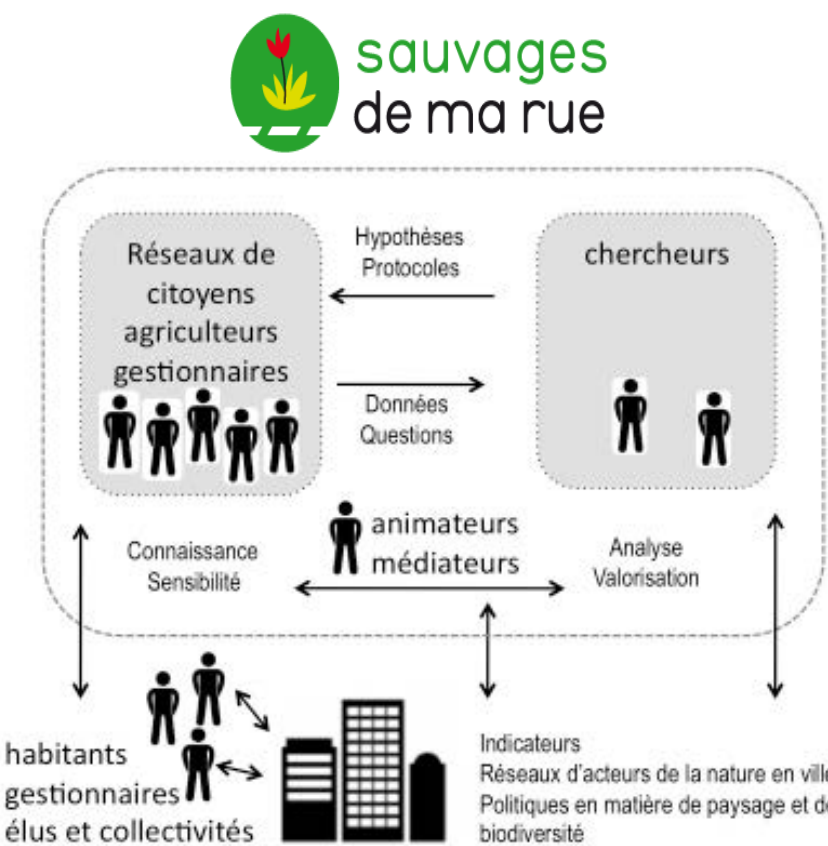 sauvages
de ma rue
Réseaux de
citoyens
agriculteurs
gestionnaires
Hypothèses
Protocoles
Données
Questions
chercheurs
animateurs
médiateurs
Connaissance
Sensibilité
Analyse
Valorisation
habitants
gestionnaires
élus et collectivités
Indicateurs
Réseaux d'acteurs de la nature en ville
Politiques en matière de paysage et de
biodiversité